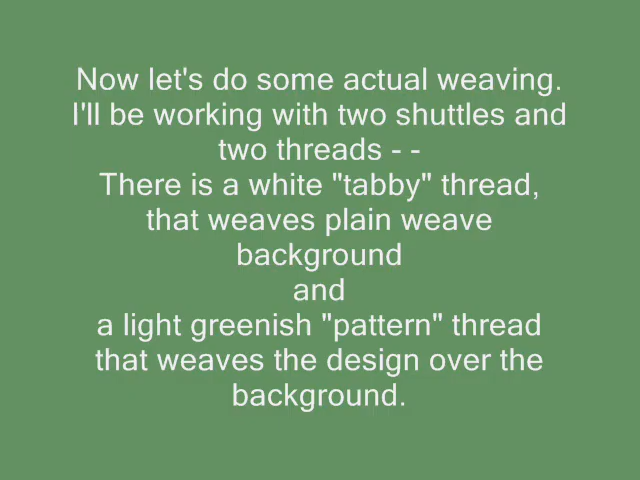 Now let's do some actual weaving.
I'll be working with two shuttles and
two threads - -
There is a white "tabby" thread,
that weaves plain weave
background
and
a light greenish "pattern" thread
that weaves the design over the
background.